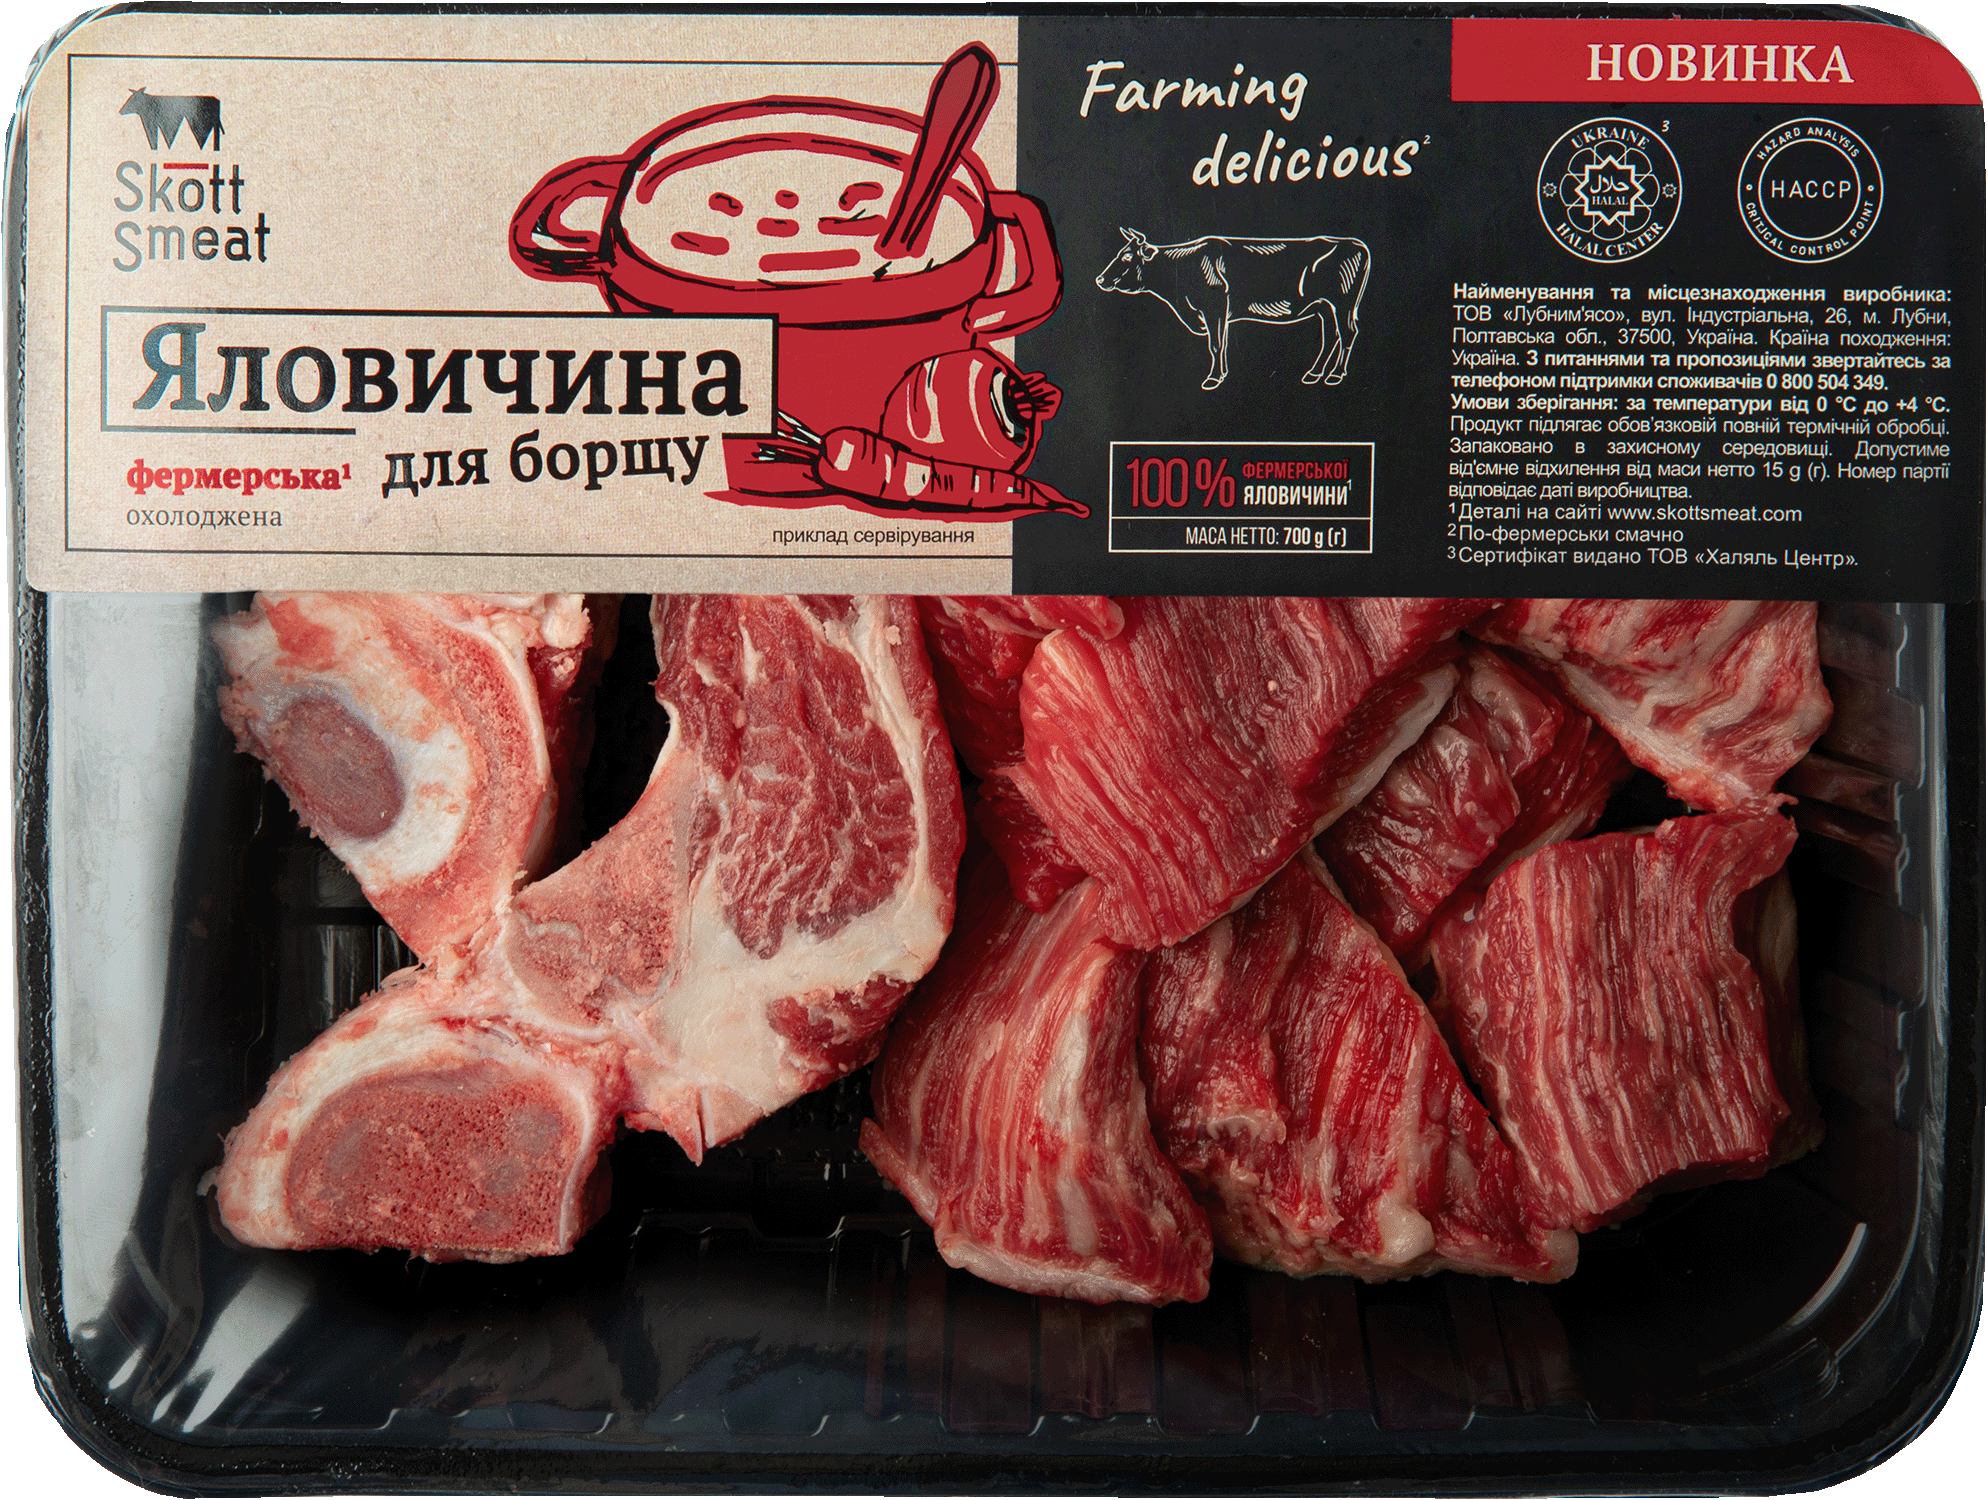 Skott
Smeat
Яловичина
для борщу
фермерська¹
охолоджена
приклад сервірування
Farming
delicious²
100% ФЕРМЕРСЬКОЇ
ЯЛОВИЧИНИ¹
МАСА НЕТТО: 700 g (г)
НОВИНКА
UKRAINE ³
حلال
HALAL
HALAL CENTER
HAZARD ANALYSIS
HACCP
CRITICAL CONTROL POINT
Найменування та місцезнаходження виробника:
ТОВ «Лубним'ясо», вул. Індустріальна, 26, м. Лубни,
Полтавська обл., 37500, Україна. Країна походження:
Україна. З питаннями та пропозиціями звертайтесь за
телефоном підтримки споживачів 0 800 504 349.
Умови зберігання: за температури від 0 °C до +4 °C.
Продукт підлягає обов'язковій повній термічній обробці.
Запаковано в захисному середовищі. Допустиме
від'ємне відхилення від маси нетто 15 g (г). Номер партії
відповідає даті виробництва.
¹Деталі на сайті www.skottsmeat.com
²По-фермерськи смачно
³Сертифікат видано ТОВ «Халяль Центр».